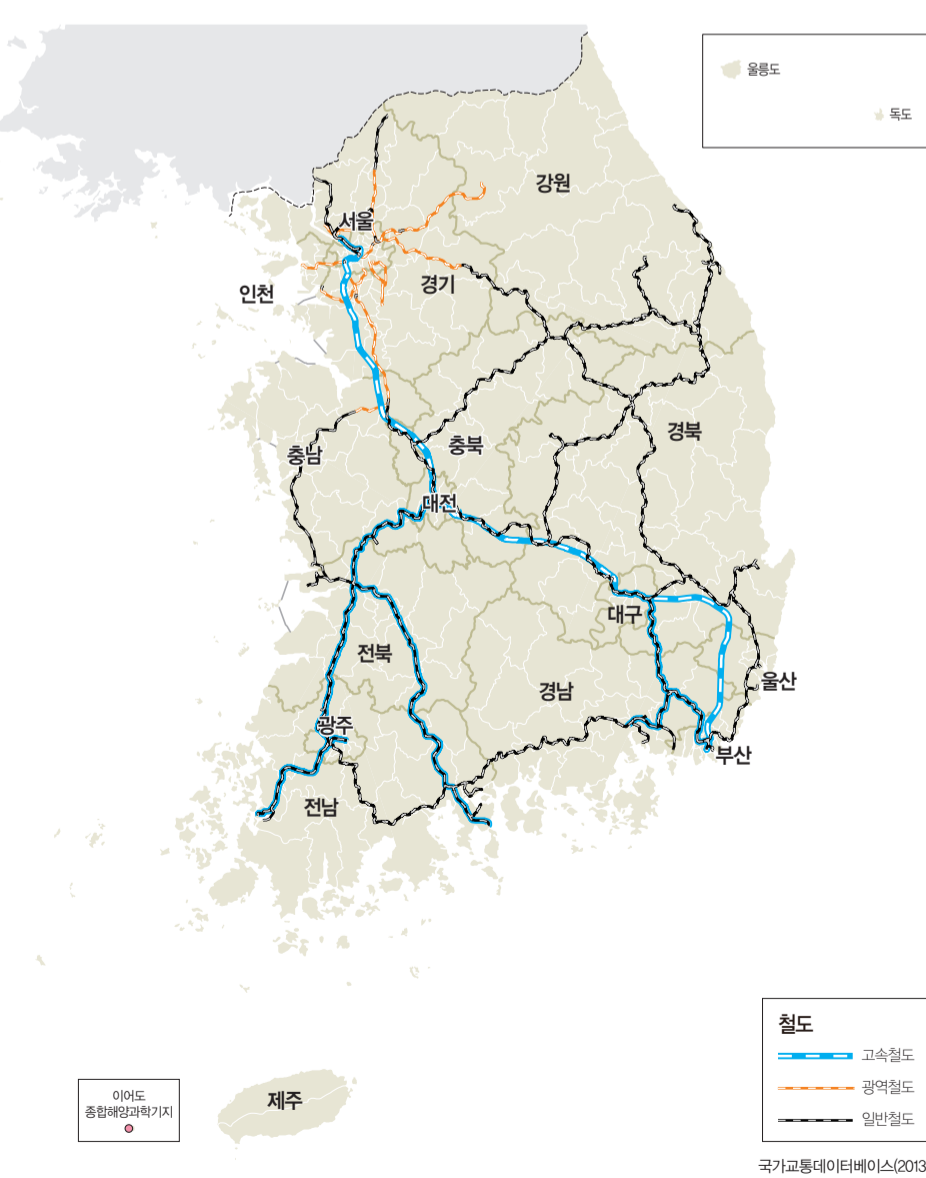 울릉도
독도
강원
서울
경기
인천
경북
충북
충남
대전
대구
전북
경남
울산
광주
부산
전남
제주
이어도
종합해양과학기지
철도
고속철도
광역철도
일반철도
국가교통데이터베이스(2013